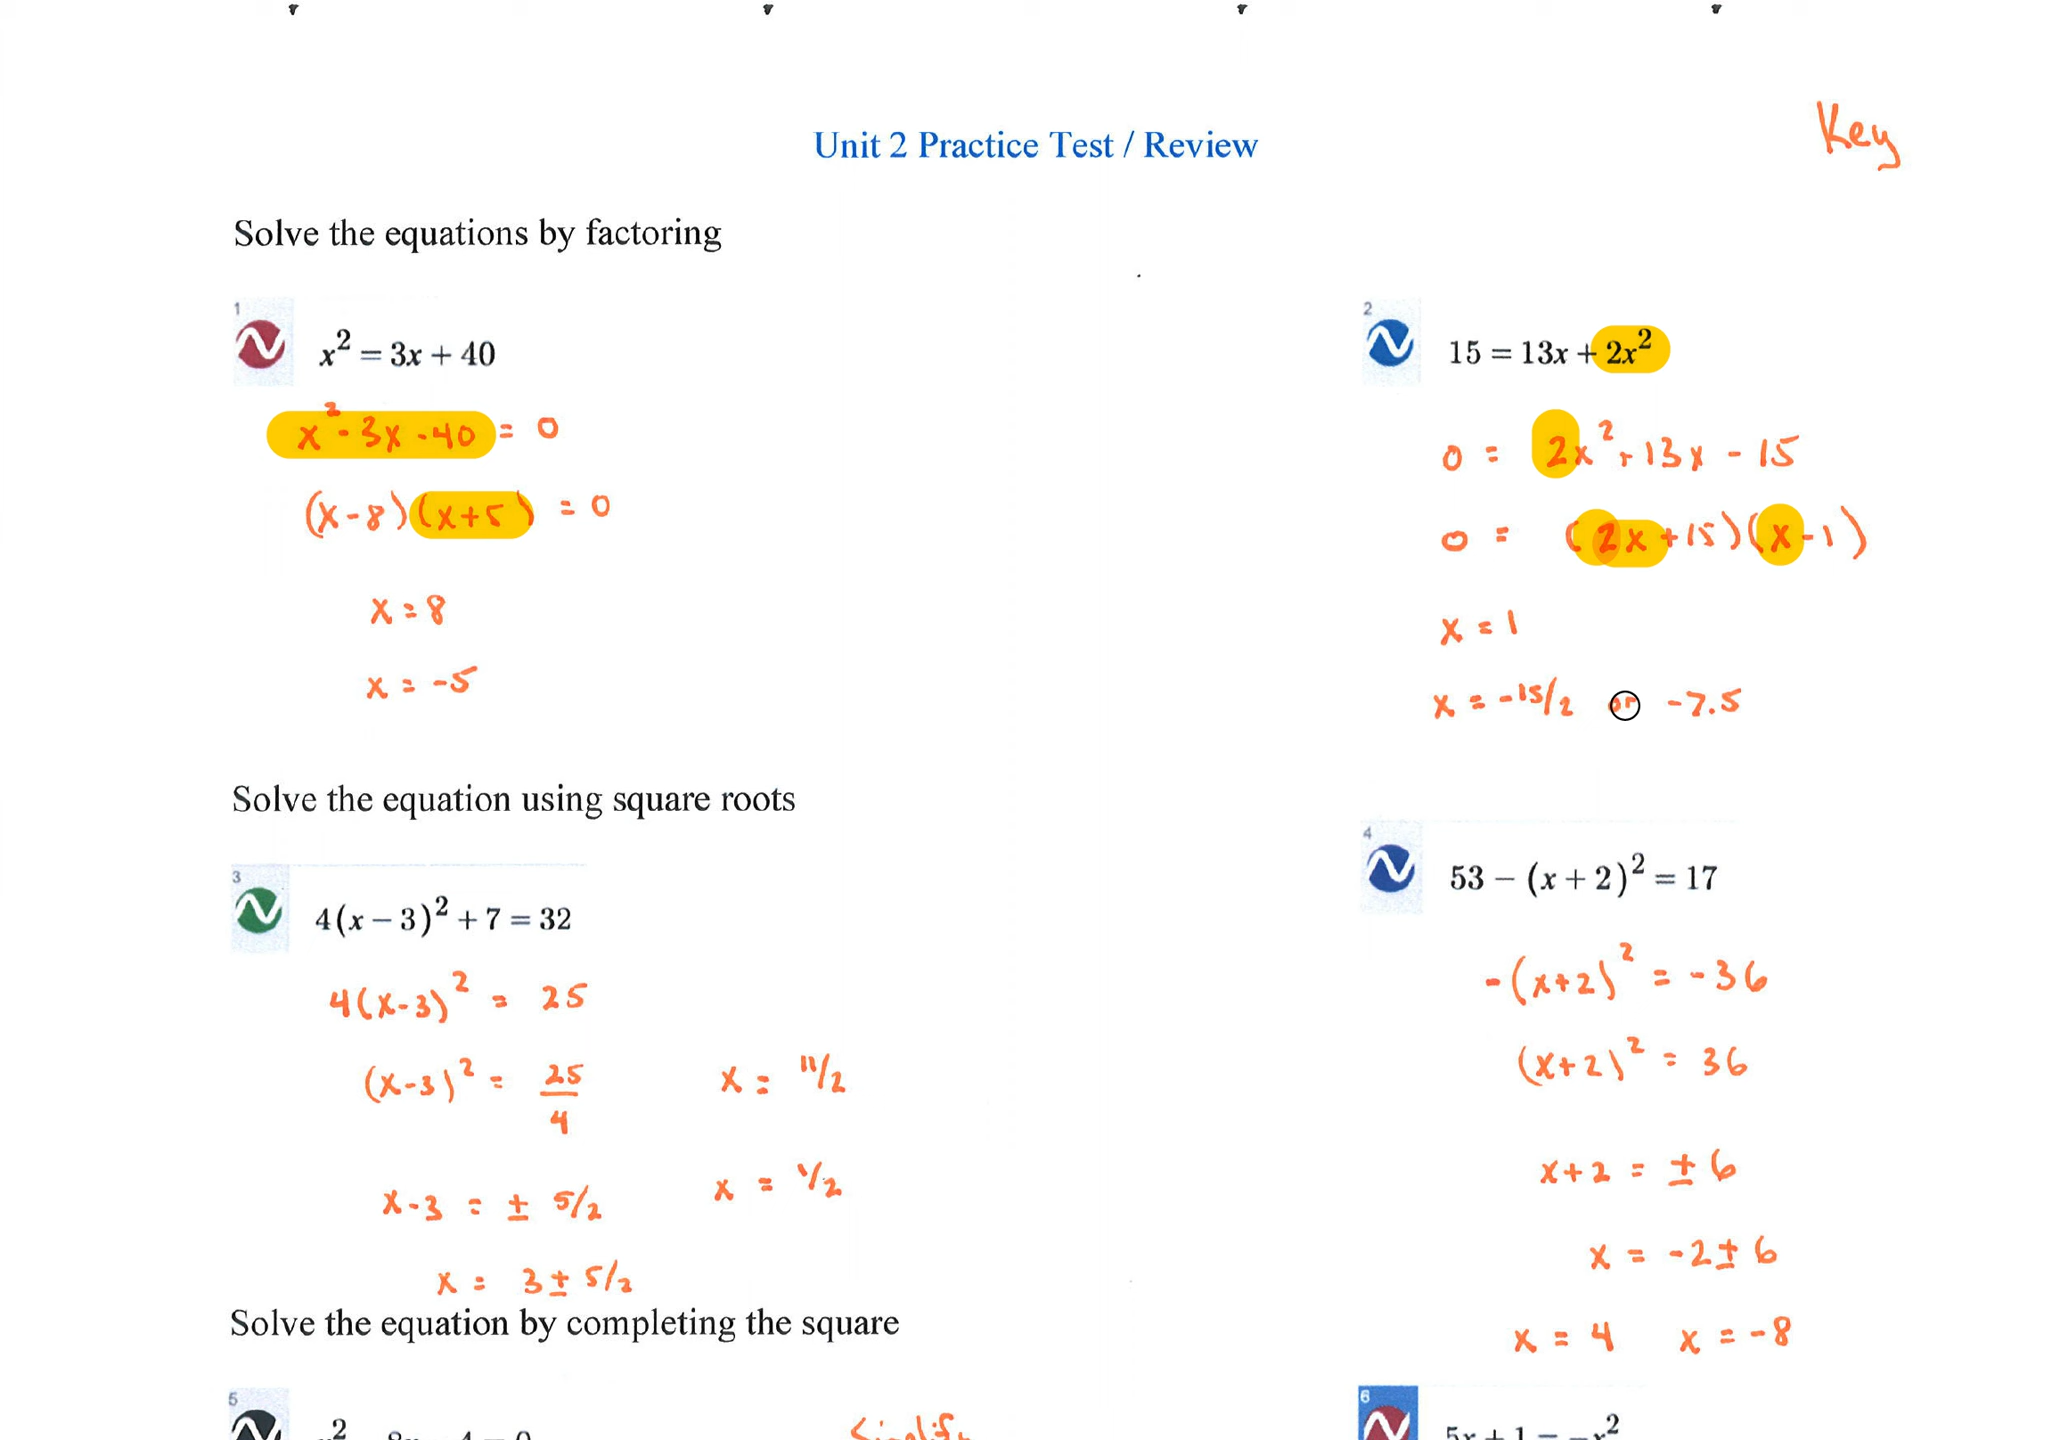 Key
Unit 2 Practice Test / Review
Solve the equations by factoring
1
x² = 3x + 40
x² - 3x - 40 = 0
(x-8)(x+5) = 0
x = 8
x = -5
2
15 = 13x + 2x²
0 = 2x² + 13x - 15
0 = (2x+15)(x-1)
x = 1
x = -15/2 or -7.5
Solve the equation using square roots
3
4(x − 3)² + 7 = 32
4(x-3)² = 25
(x-3)² = 25/4
x-3 = ± 5/2
x = 3 ± 5/2
x = 11/2
x = 1/2
4
53 − (x + 2)² = 17
-(x+2)² = -36
(x+2)² = 36
x+2 = ± 6
x = -2 ± 6
x = 4 x = -8
Solve the equation by completing the square
5
6
5x + 1 = −x²